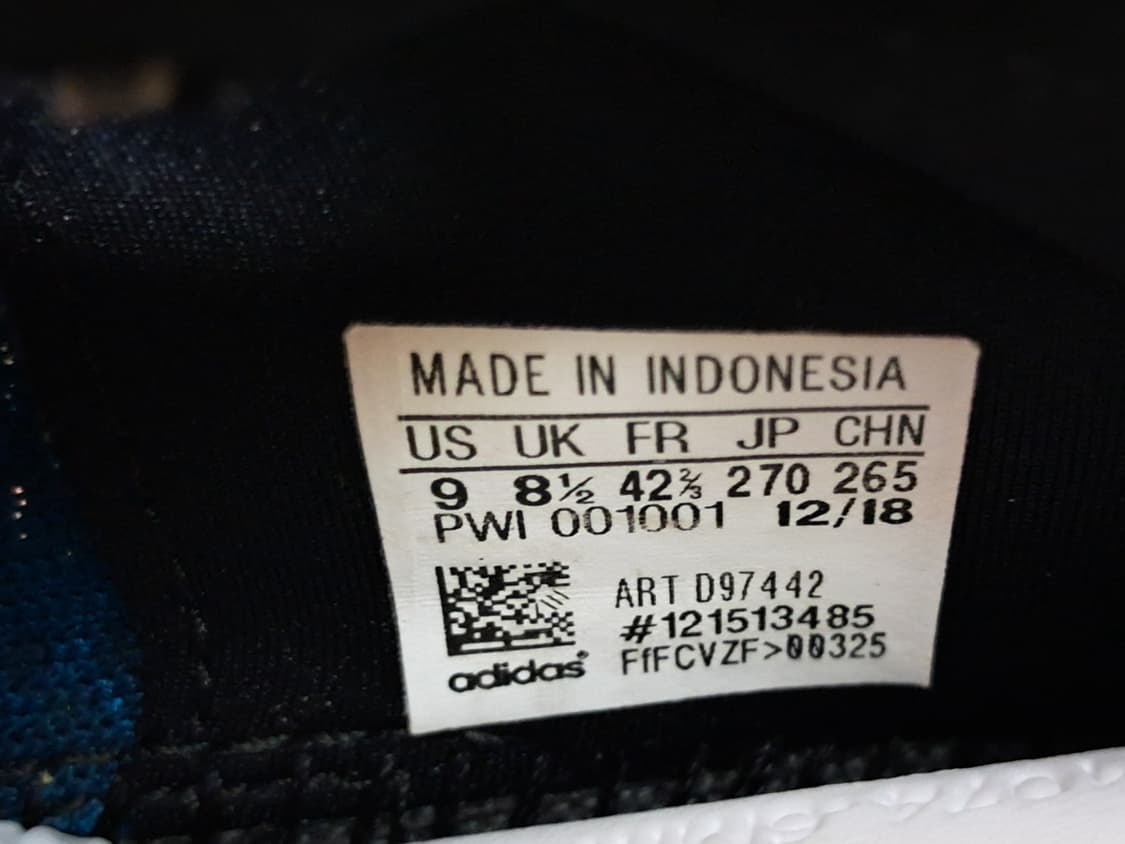 MADE IN INDONESIA
US UK FR JP CHN
9 8½ 42⅔ 270 265
PWI 001001 12/18
ART D97442
#121513485
FfFCVZF>00325
adidas